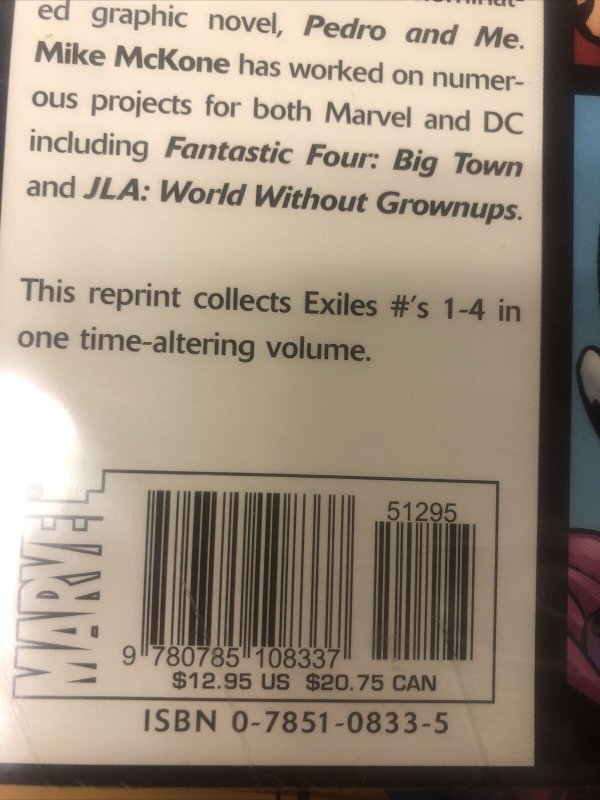 ed graphic novel, Pedro and Me.
Mike McKone has worked on numer-
ous projects for both Marvel and DC
including Fantastic Four: Big Town
and JLA: World Without Grownups.
This reprint collects Exiles #'s 1-4 in
one time-altering volume.
MARVEL®
51295
9 780785 108337
$12.95 US $20.75 CAN
ISBN 0-7851-0833-5